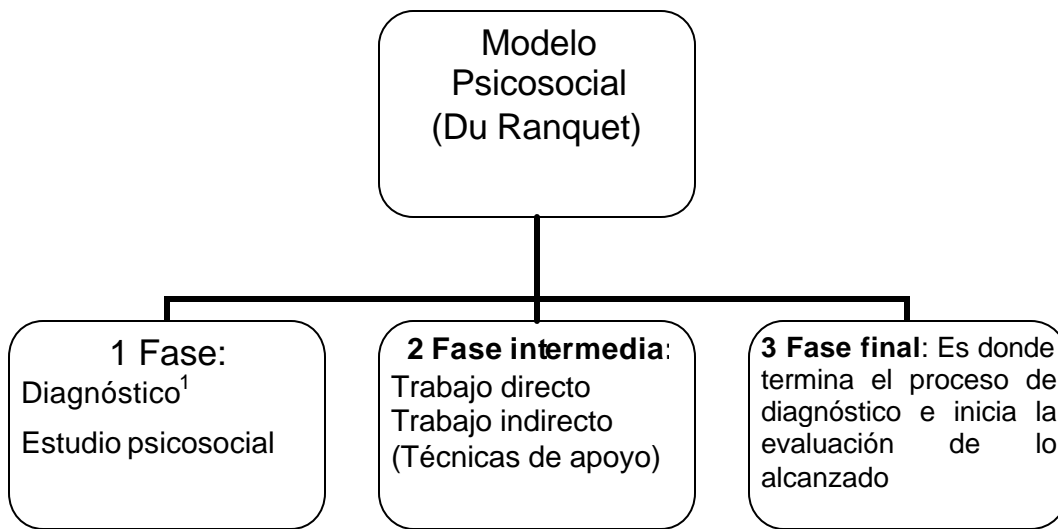 Modelo
Psicosocial
(Du Ranquet)
1 Fase:
Diagnóstico¹
Estudio psicosocial
2 Fase intermedia:
Trabajo directo
Trabajo indirecto
(Técnicas de apoyo)
3 Fase final: Es donde
termina el proceso de
diagnóstico e inicia la
evaluación de lo
alcanzado